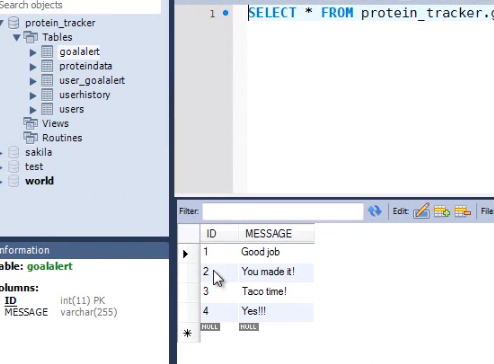 Search objects
protein_tracker
Tables
goalalert
proteindata
user_goalalert
userhistory
users
Views
Routines
sakila
test
world
nformation
able: goalalert
olumns:
ID int(11) PK
MESSAGE varchar(255)
1 SELECT * FROM protein_tracker.g
Filter: Edit: File
ID MESSAGE
1 Good job
2 You made it!
3 Taco time!
4 Yes!!!
NULL NULL